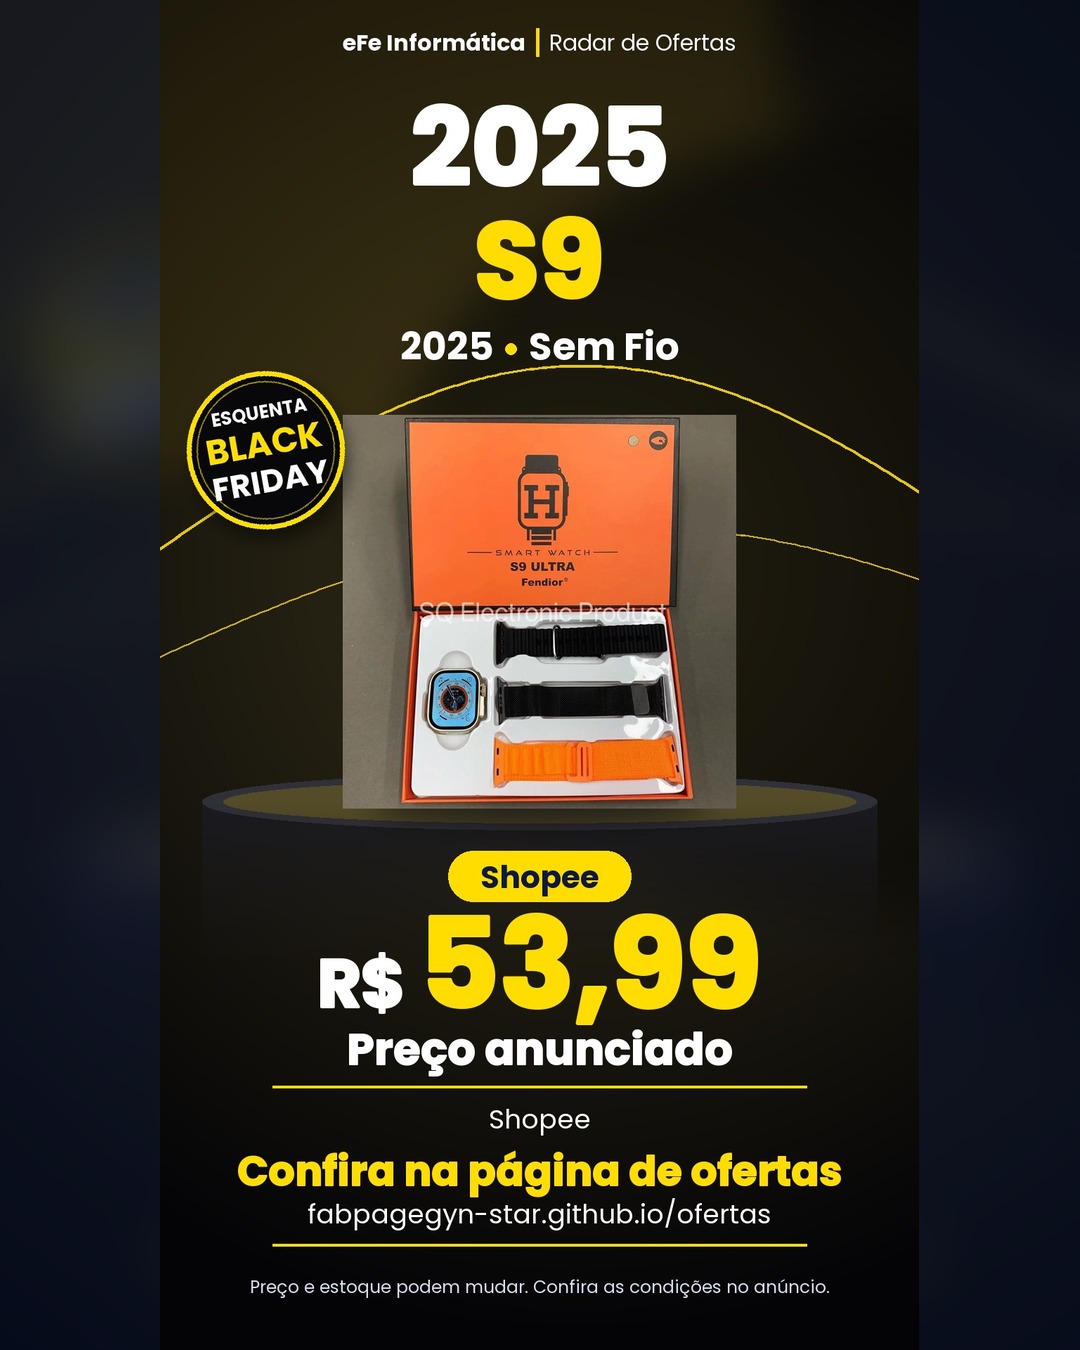 eFe Informática | Radar de Ofertas
2025
S9
2025 • Sem Fio
ESQUENTA
BLACK
FRIDAY
H
SMART WATCH
S9 ULTRA
Fendior®
SQ Electronic Product
Shopee
R$ 53,99
Preço anunciado
Shopee
Confira na página de ofertas
fabpagegyn-star.github.io/ofertas
Preço e estoque podem mudar. Confira as condições no anúncio.